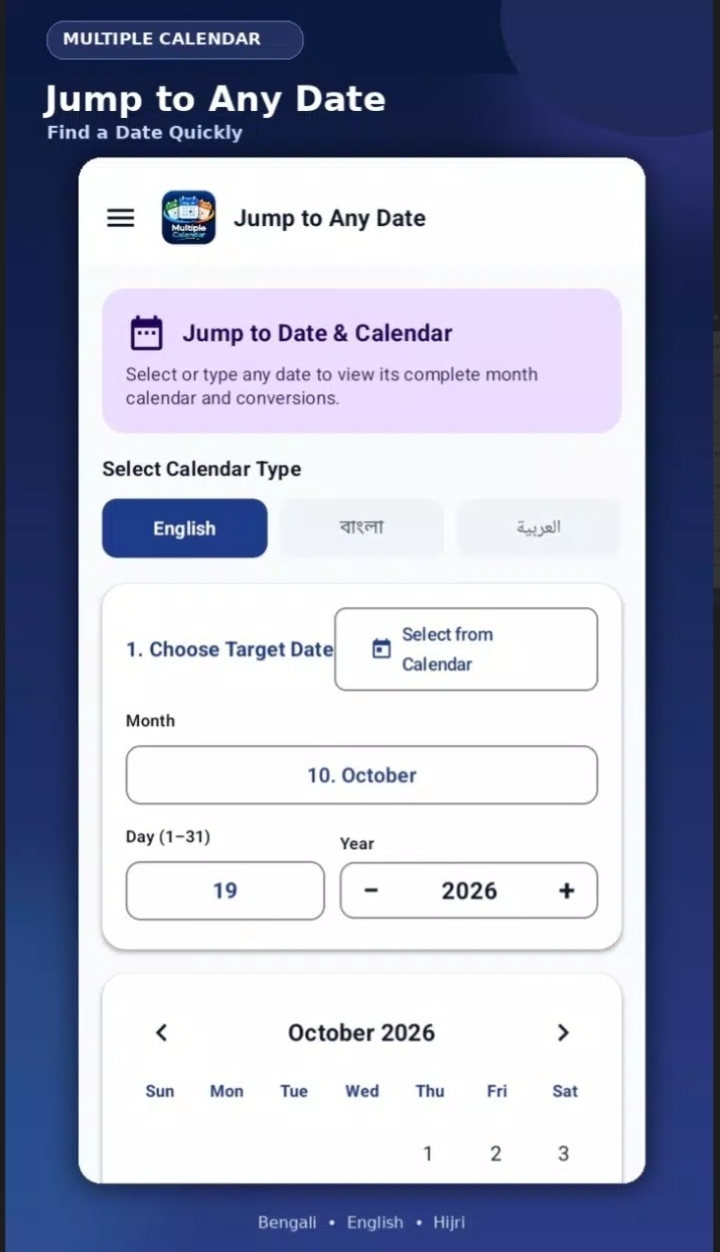 MULTIPLE CALENDAR
Jump to Any Date
Find a Date Quickly
Multiple
Calendar
Jump to Any Date
Jump to Date & Calendar
Select or type any date to view its complete month
calendar and conversions.
Select Calendar Type
English
বাংলা
العربية
1. Choose Target Date
Select from
Calendar
Month
10. October
Day (1–31)
Year
19
− 2026 +
October 2026
Sun Mon Tue Wed Thu Fri Sat
1 2 3
Bengali • English • Hijri